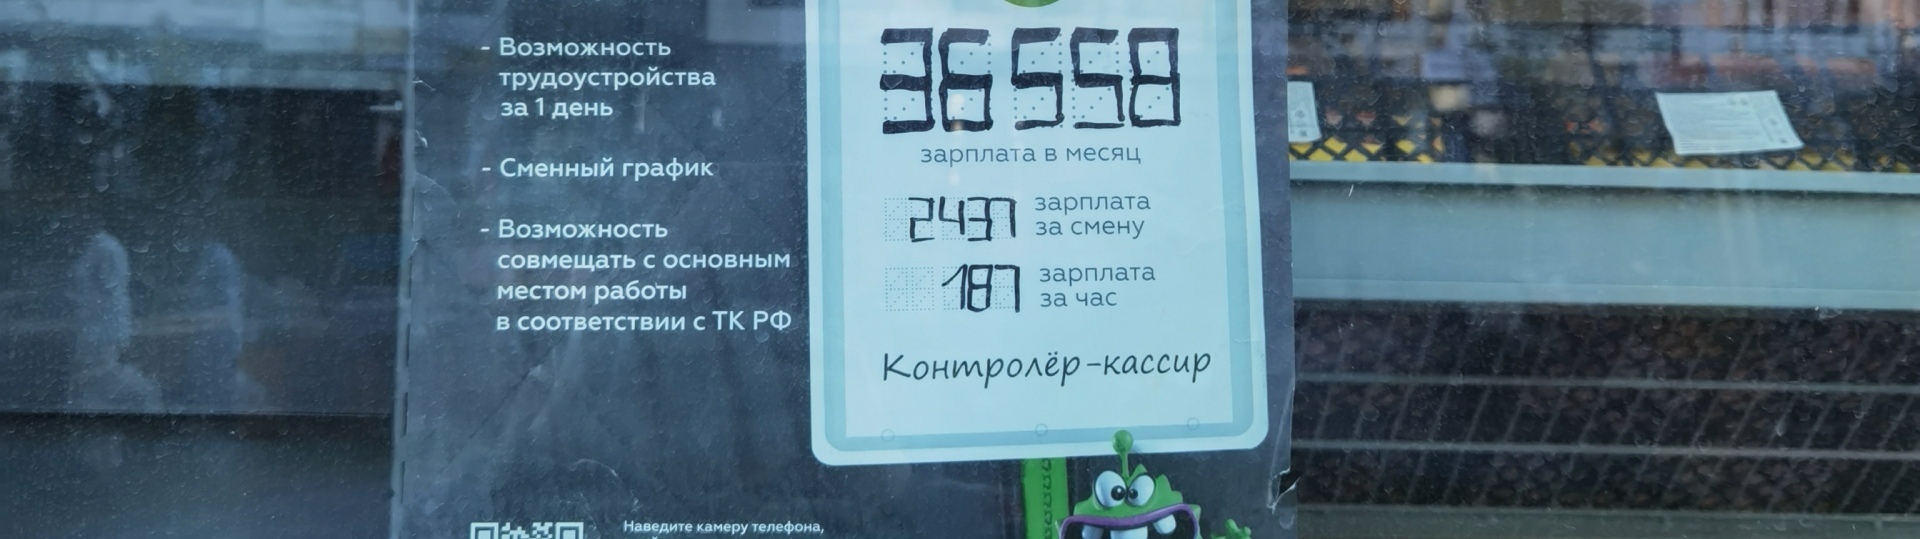 - Возможность
трудоустройства
за 1 день
- Сменный график
- Возможность
совмещать с основным
местом работы
в соответствии с ТК РФ
36 558
зарплата в месяц
2437 зарплата
за смену
187 зарплата
за час
Контролёр-кассир
Наведите камеру телефона,